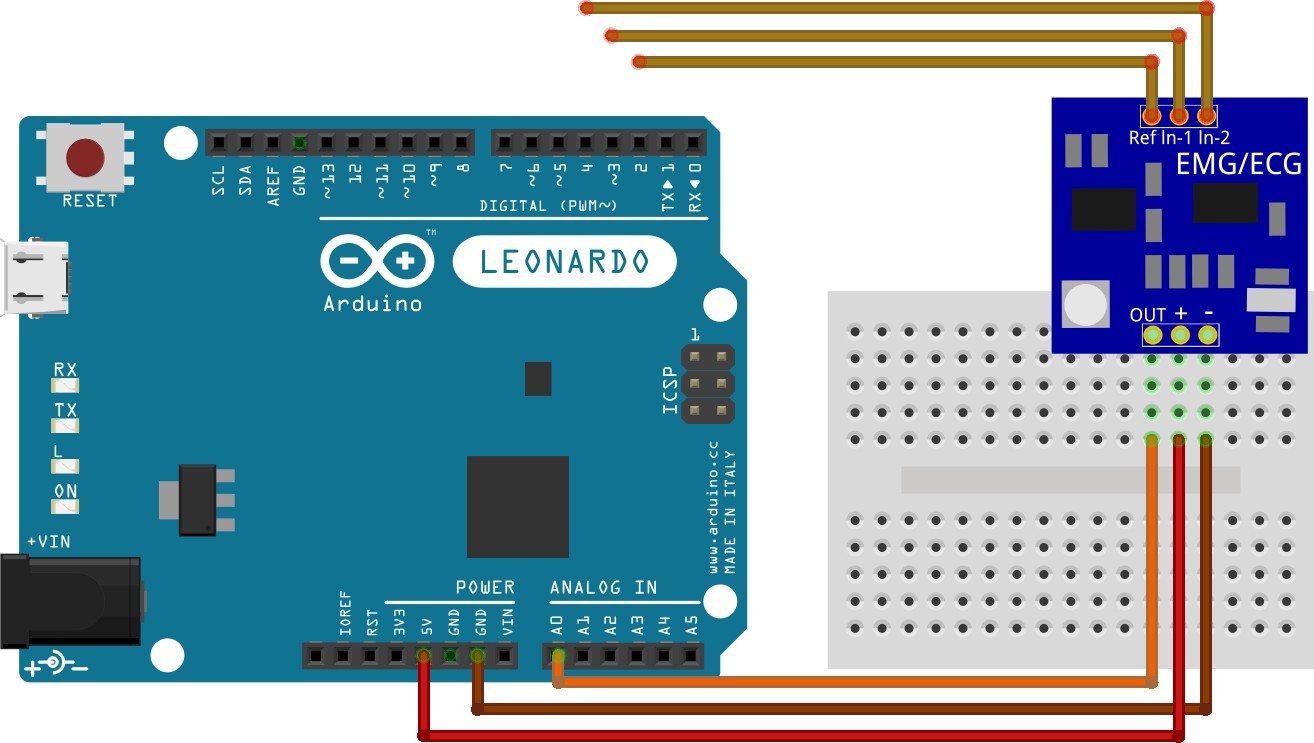 Ref In-1 In-2
EMG/ECG
OUT + -
RESET
SCL
SDA
AREF
GND
~13
12
~11
~10
~9
8
7
~6
~5
4
~3
2
TX▶ 1
RX◀ 0
DIGITAL (PWM~)
TM
LEONARDO
Arduino
1
ICSP
RX
TX
L
ON
+VIN
www.arduino.cc
MADE IN ITALY
POWER
ANALOG IN
IOREF
RST
3V3
5V
GND
GND
VIN
A0
A1
A2
A3
A4
A5
+ -